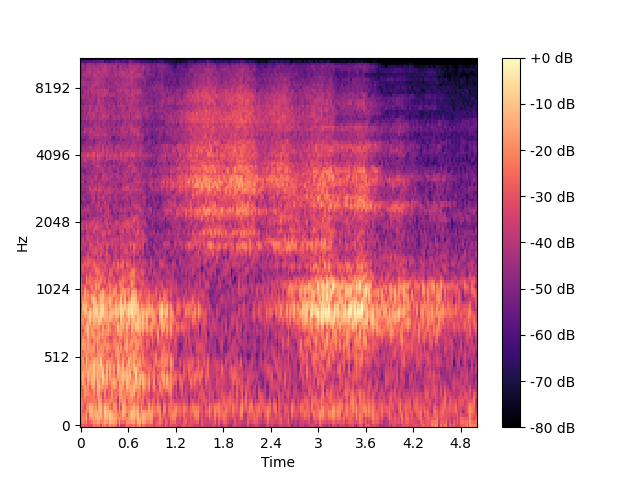 Hz
8192
4096
2048
1024
512
0
0 0.6 1.2 1.8 2.4 3 3.6 4.2 4.8
Time
+0 dB
-10 dB
-20 dB
-30 dB
-40 dB
-50 dB
-60 dB
-70 dB
-80 dB